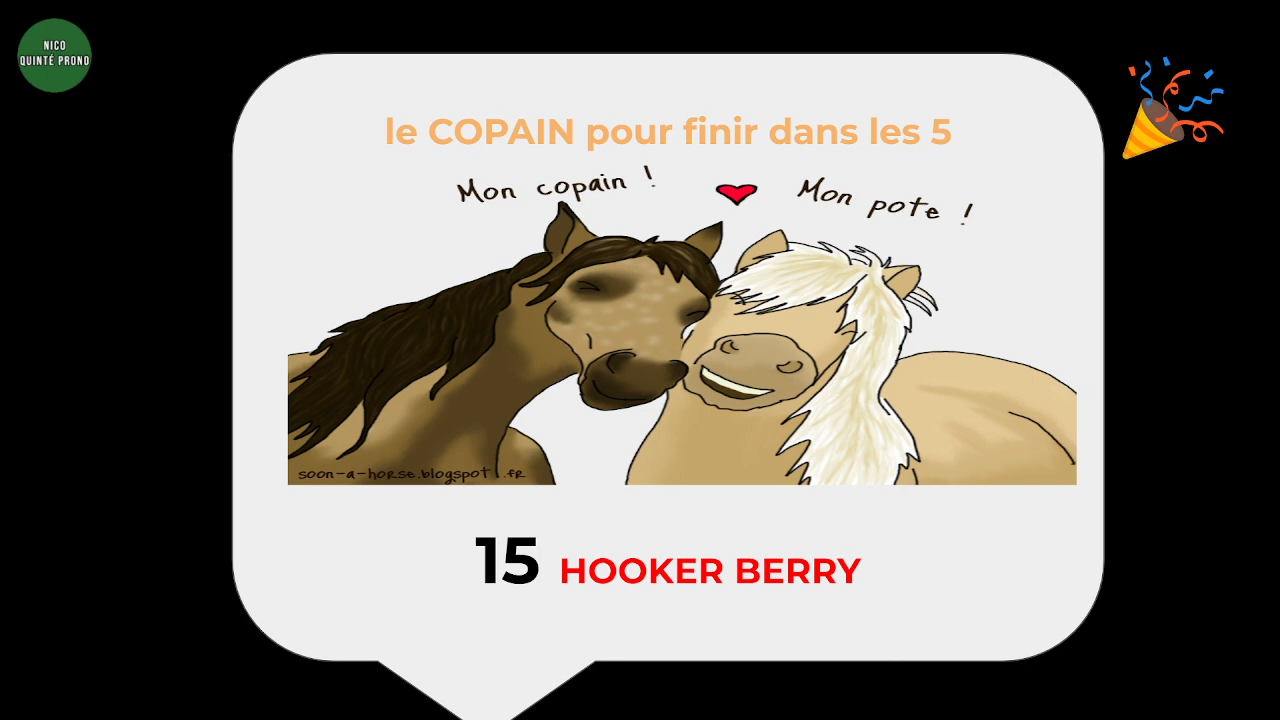 NICO
QUINTÉ PRONO
le COPAIN pour finir dans les 5
Mon copain !
Mon pote !
soon-a-horse.blogspot.fr
15 HOOKER BERRY